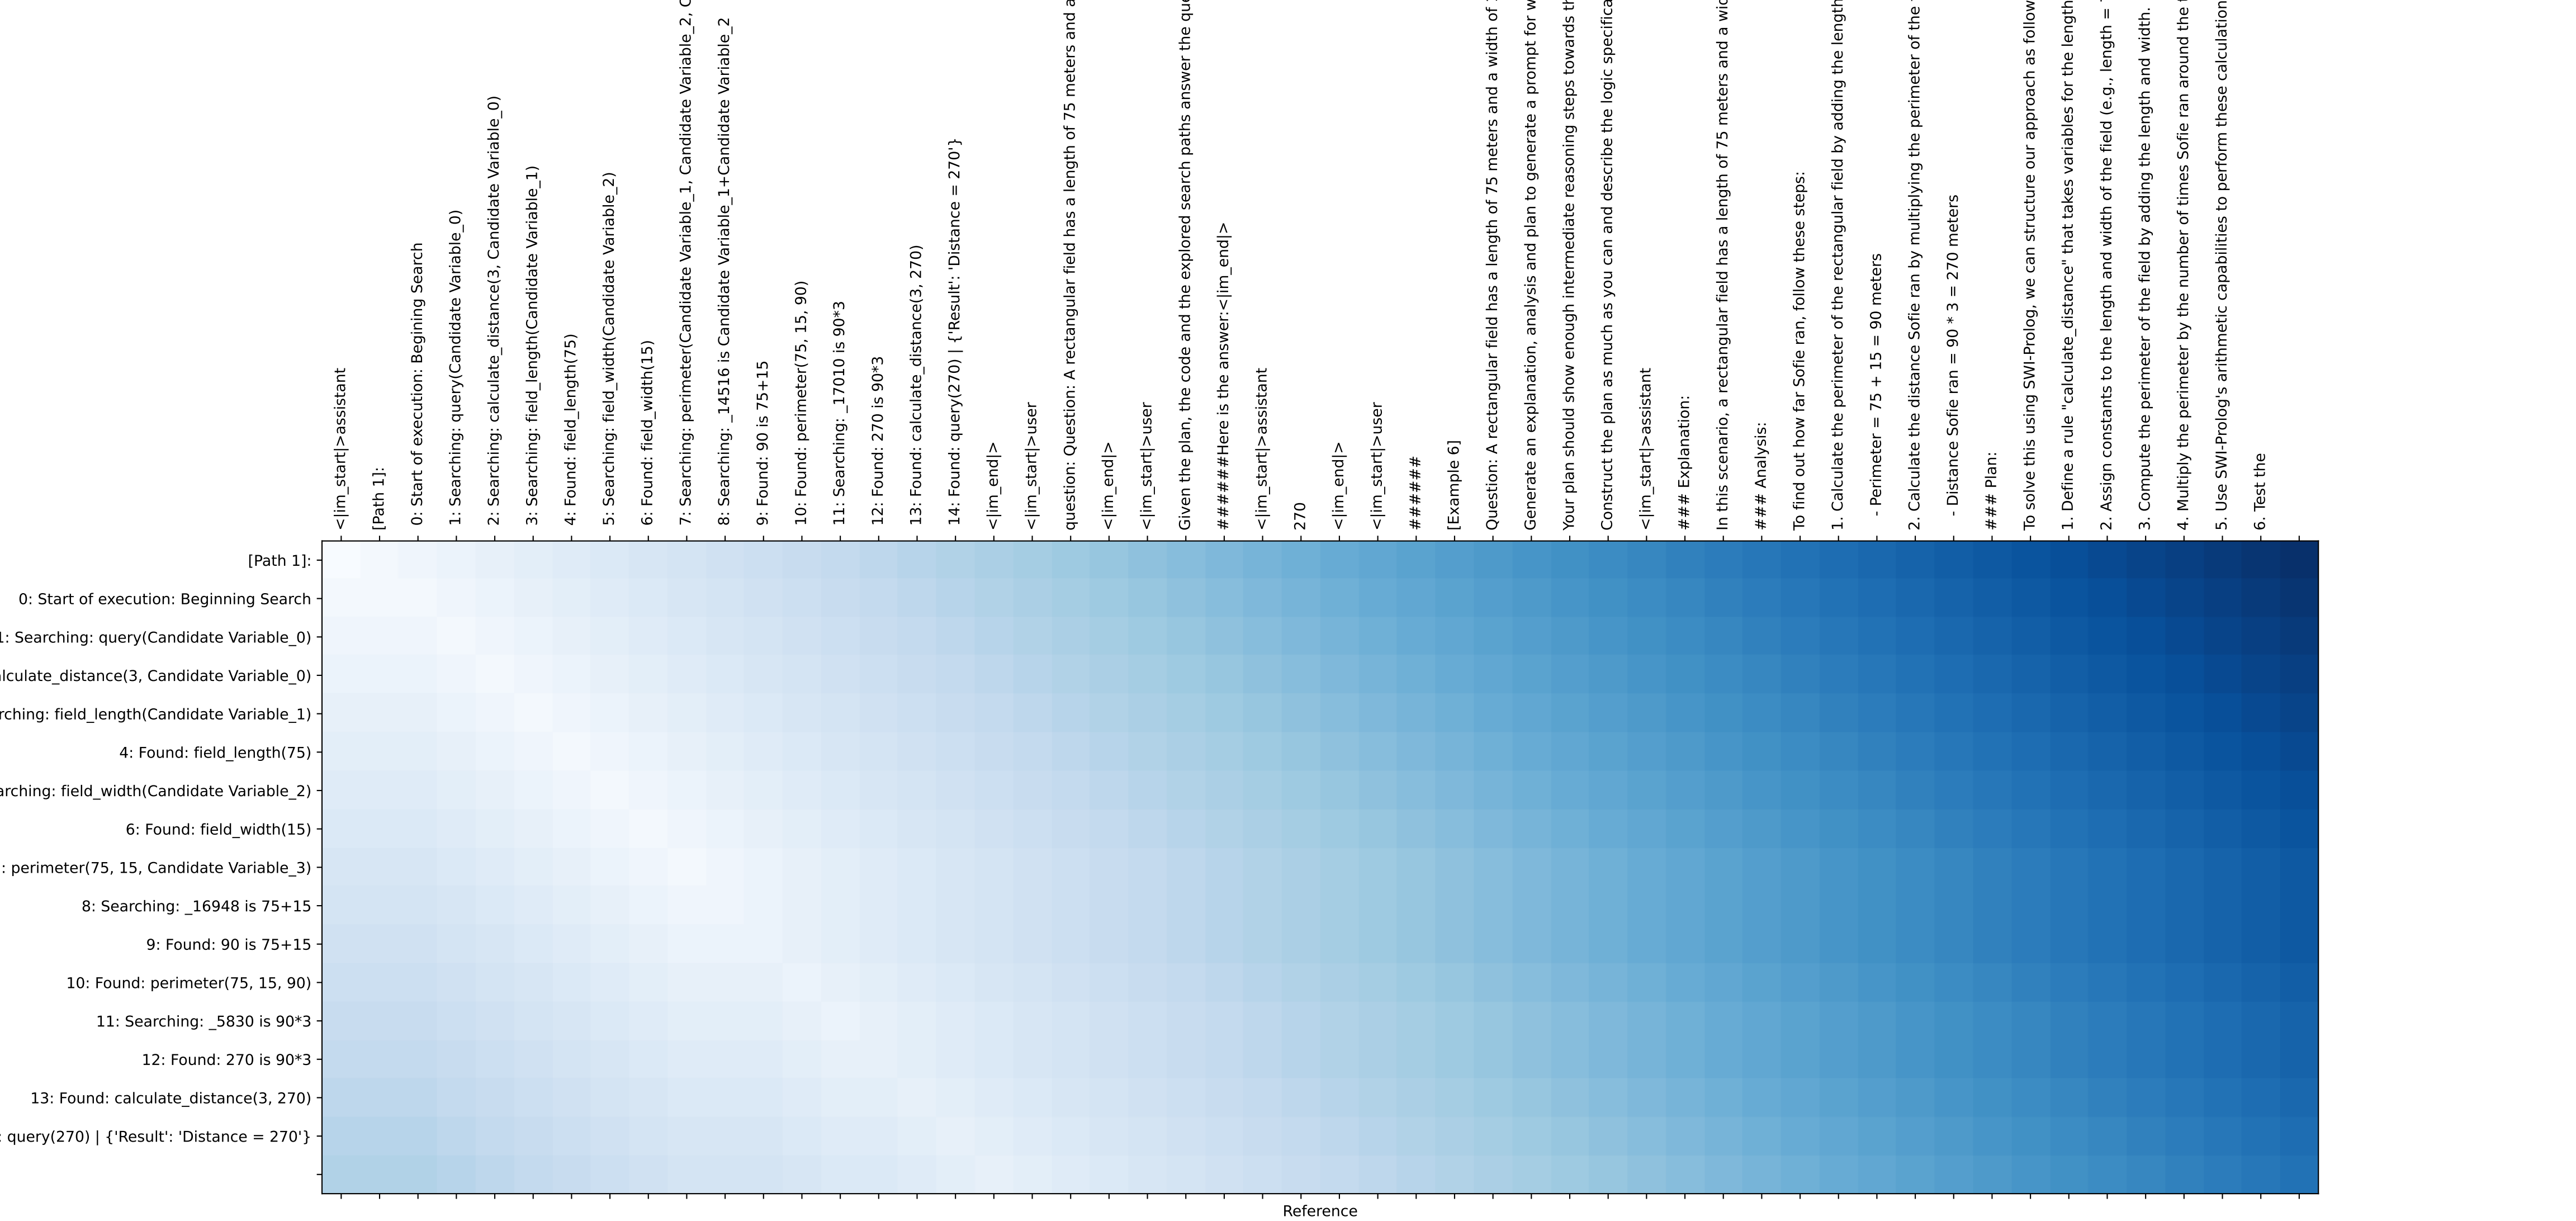 <|im_start|>assistant
[Path 1]:
0: Start of execution: Begining Search
1: Searching: query(Candidate Variable_0)
2: Searching: calculate_distance(3, Candidate Variable_0)
3: Searching: field_length(Candidate Variable_1)
4: Found: field_length(75)
5: Searching: field_width(Candidate Variable_2)
6: Found: field_width(15)
7: Searching: perimeter(Candidate Variable_1, Candidate Variable_2,
8: Searching: _14516 is Candidate Variable_1+Candidate Variable_2
9: Found: 90 is 75+15
10: Found: perimeter(75, 15, 90)
11: Searching: _17010 is 90*3
12: Found: 270 is 90*3
13: Found: calculate_distance(3, 270)
14: Found: query(270) | {'Result': 'Distance = 270'}
<|im_end|>
<|im_start|>user
question: Question: A rectangular field has a length of 75 meters and
<|im_end|>
<|im_start|>user
Given the plan, the code and the explored search paths answer the
######Here is the answer:<|im_end|>
<|im_start|>assistant
270
<|im_end|>
<|im_start|>user
######
[Example 6]
Question: A rectangular field has a length of 75 meters and a width of
Generate an explanation, analysis and plan to generate a prompt for
Your plan should show enough intermediate reasoning steps towards
Construct the plan as much as you can and describe the logic
<|im_start|>assistant
### Explanation:
In this scenario, a rectangular field has a length of 75 meters and a
### Analysis:
To find out how far Sofie ran, follow these steps:
1. Calculate the perimeter of the rectangular field by adding the length
- Perimeter = 75 + 15 = 90 meters
2. Calculate the distance Sofie ran by multiplying the perimeter of the
- Distance Sofie ran = 90 * 3 = 270 meters
### Plan:
To solve this using SWI-Prolog, we can structure our approach as
1. Define a rule "calculate_distance" that takes variables for the length
2. Assign constants to the length and width of the field (e.g., length =
3. Compute the perimeter of the field by adding the length and width.
4. Multiply the perimeter by the number of times Sofie ran around the
5. Use SWI-Prolog's arithmetic capabilities to perform these
6. Test the
[Path 1]:
0: Start of execution: Beginning Search
1: Searching: query(Candidate Variable_0)
calculate_distance(3, Candidate Variable_0)
field_length(Candidate Variable_1)
4: Found: field_length(75)
field_width(Candidate Variable_2)
6: Found: field_width(15)
: perimeter(75, 15, Candidate Variable_3)
8: Searching: _16948 is 75+15
9: Found: 90 is 75+15
10: Found: perimeter(75, 15, 90)
11: Searching: _5830 is 90*3
12: Found: 270 is 90*3
13: Found: calculate_distance(3, 270)
: query(270) | {'Result': 'Distance = 270'}
Reference